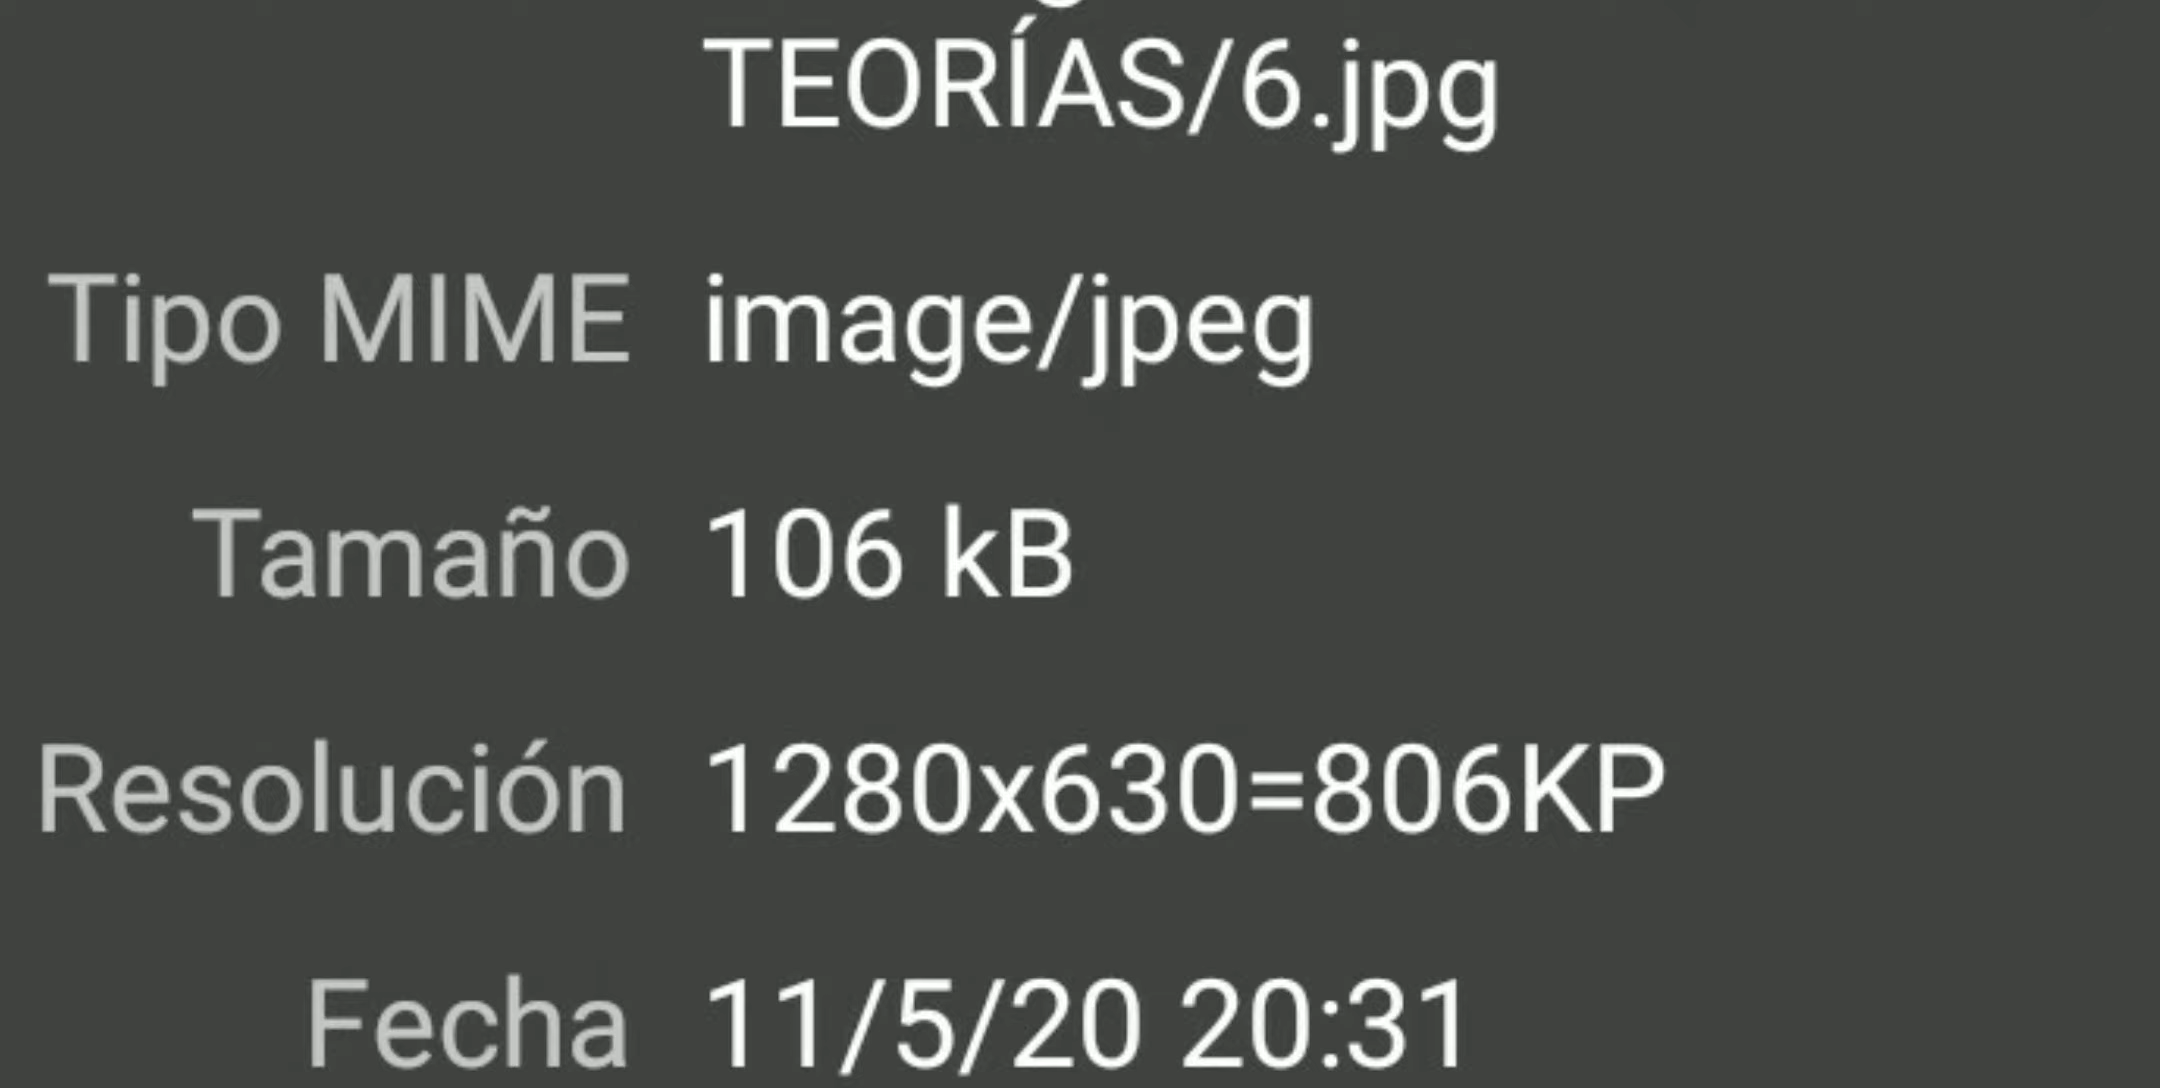 TEORÍAS/6.jpg
Tipo MIME image/jpeg
Tamaño 106 kB
Resolución 1280x630=806KP
Fecha 11/5/20 20:31